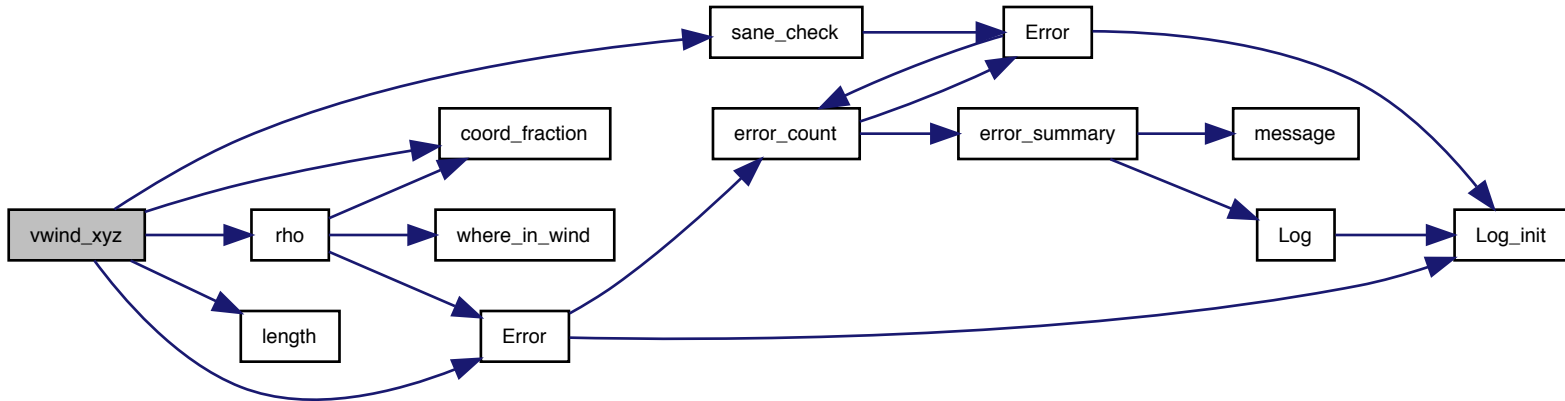 sane_check
Error
coord_fraction
error_count
error_summary
message
vwind_xyz
rho
where_in_wind
Log
Log_init
length
Error